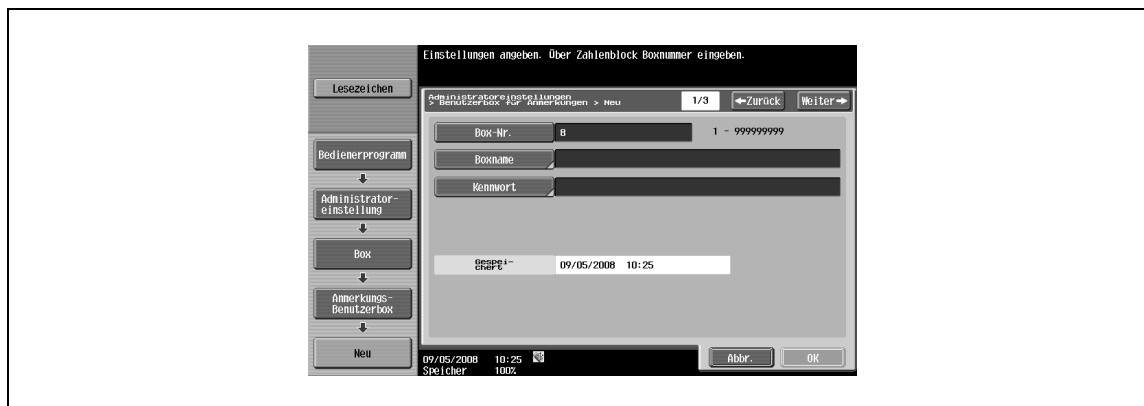 Einstellungen angeben. Über Zahlenblock Boxnummer eingeben.
Lesezeichen
Administratoreinstellungen
> Benutzerbox für Anmerkungen > Neu
1/3
←Zurück
Weiter→
Box-Nr.
8
1 - 999999999
Boxname
Kennwort
Gespei-
chert
09/05/2008 10:25
Bedienerprogramm
Administrator-
einstellung
Box
Anmerkungs-
Benutzerbox
Neu
09/05/2008 10:25
Speicher 100%
Abbr.
OK